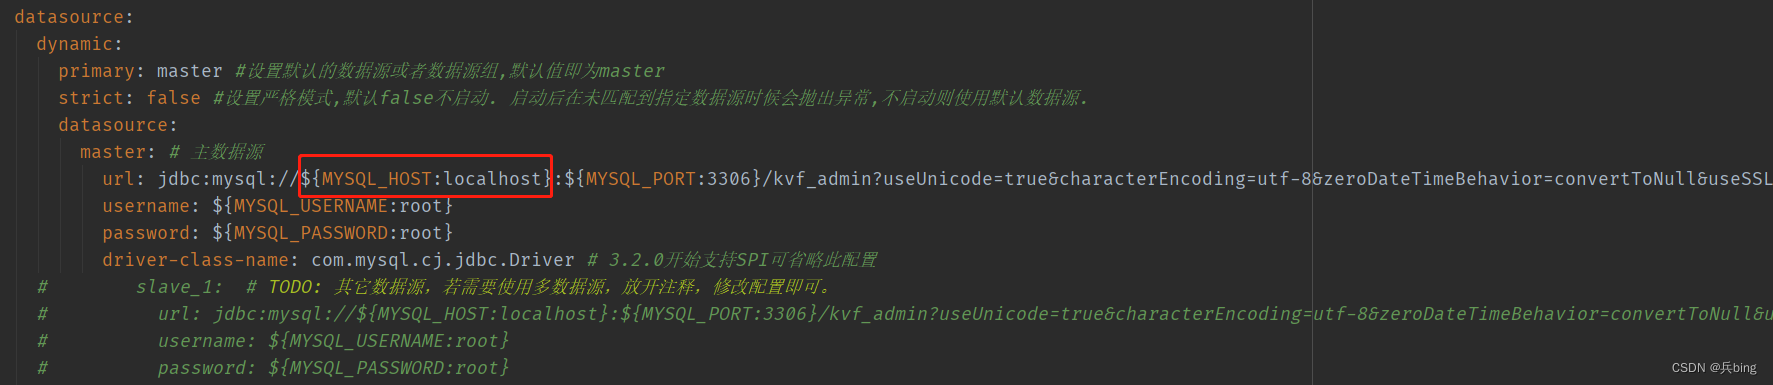 datasource:
dynamic:
primary: master #设置默认的数据源或者数据源组,默认值即为master
strict: false #设置严格模式,默认false不启动. 启动后在未匹配到指定数据源时候会抛出异常,不启动则使用默认数据源.
datasource:
master: # 主数据源
url: jdbc:mysql://${MYSQL_HOST:localhost}:${MYSQL_PORT:3306}/kvf_admin?useUnicode=true&characterEncoding=utf-8&zeroDateTimeBehavior=convertToNull&useSSL
username: ${MYSQL_USERNAME:root}
password: ${MYSQL_PASSWORD:root}
driver-class-name: com.mysql.cj.jdbc.Driver # 3.2.0开始支持SPI可省略此配置
# slave_1: # TODO: 其它数据源，若需要使用多数据源，放开注释，修改配置即可。
# url: jdbc:mysql://${MYSQL_HOST:localhost}:${MYSQL_PORT:3306}/kvf_admin?useUnicode=true&characterEncoding=utf-8&zeroDateTimeBehavior=convertToNull&u
# username: ${MYSQL_USERNAME:root}
# password: ${MYSQL_PASSWORD:root}
CSDN @兵bing